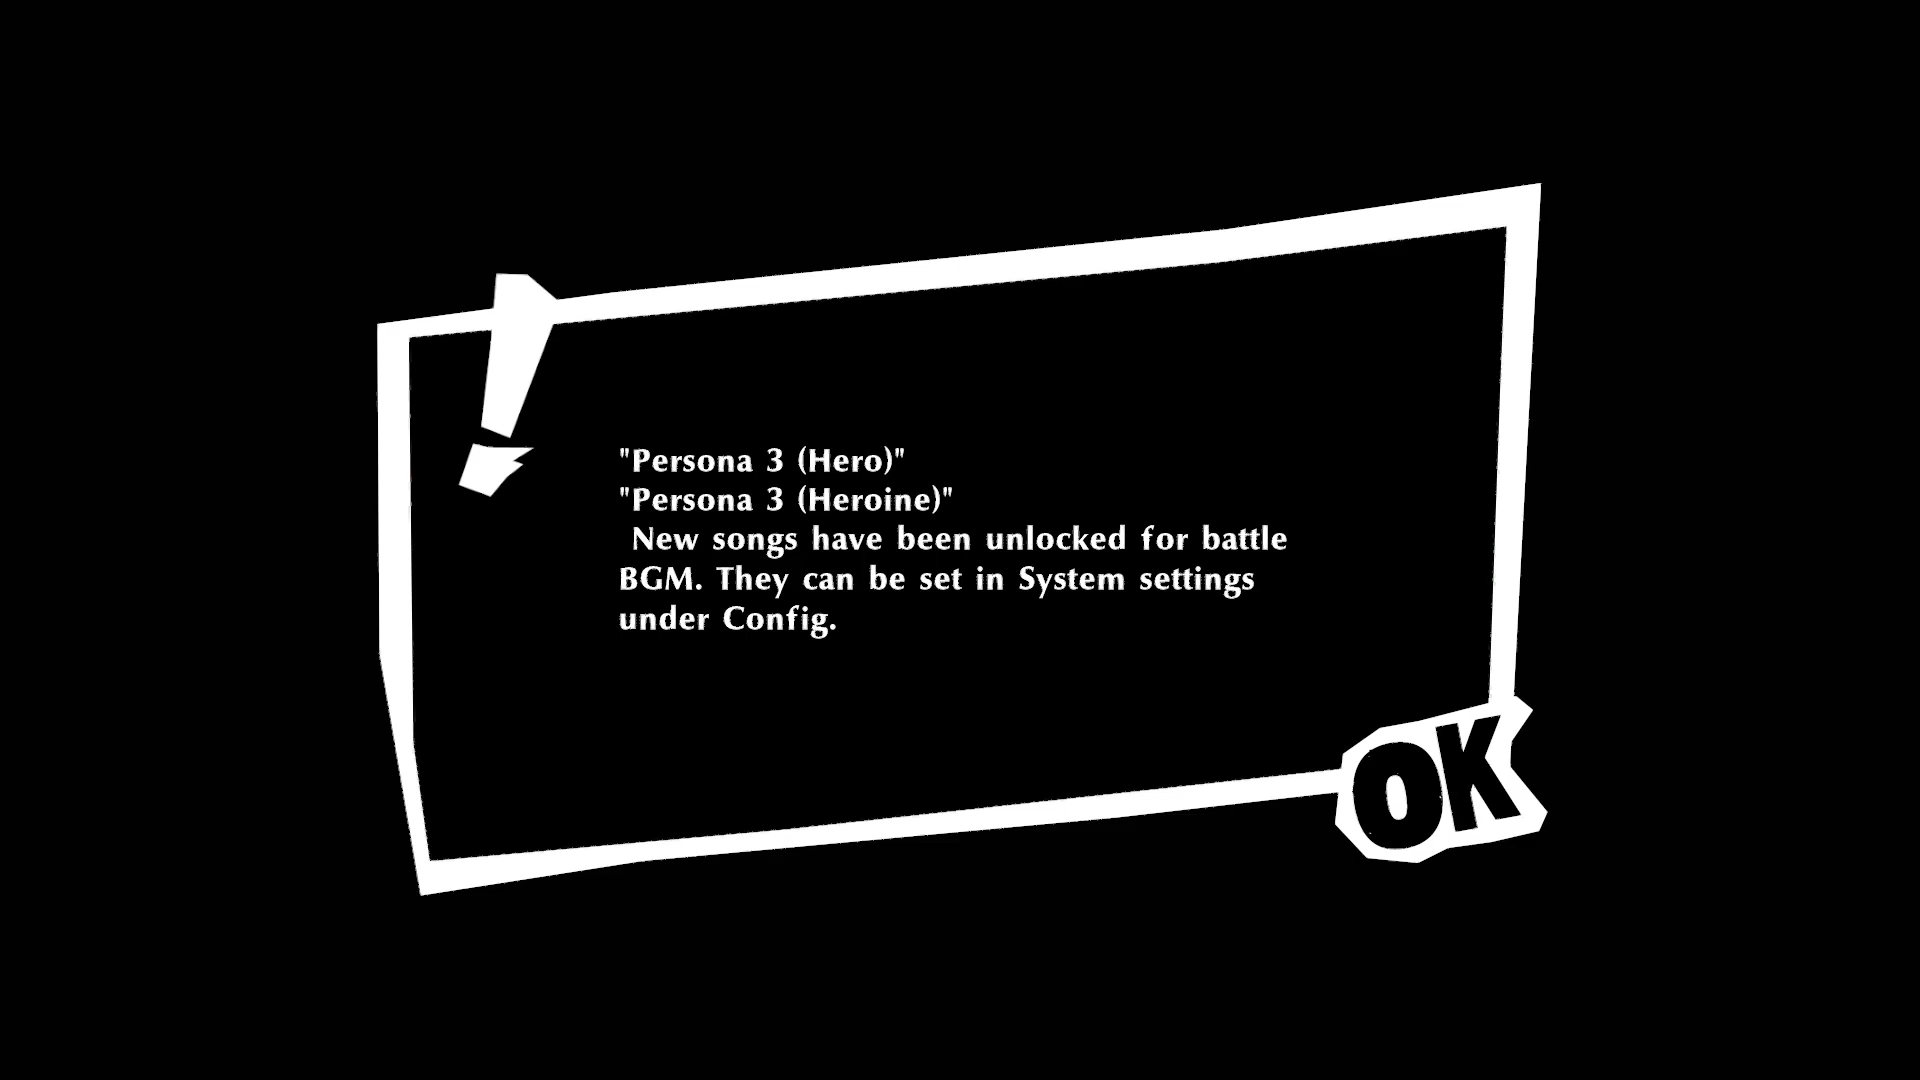 "Persona 3 (Hero)"
"Persona 3 (Heroine)"
New songs have been unlocked for battle
BGM. They can be set in System settings
under Config.
OK